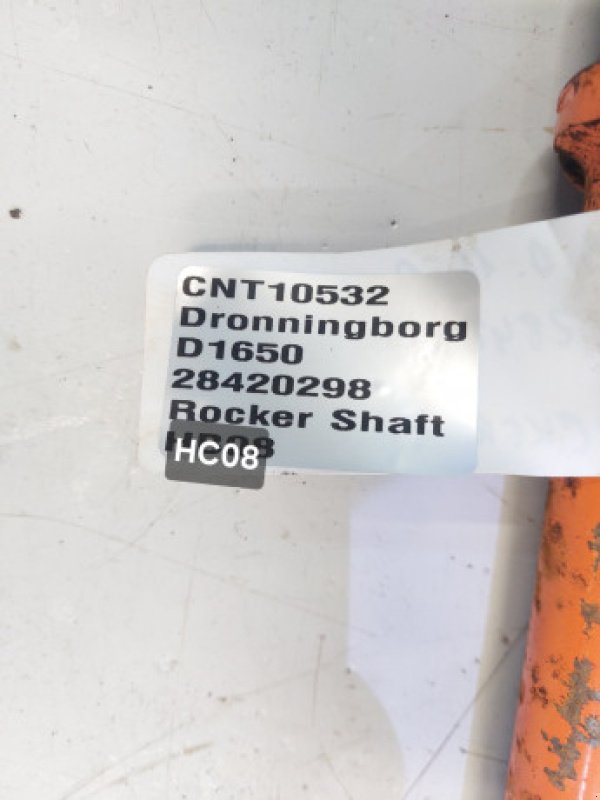 CNT10532
Dronningborg
D1650
28420298
Rocker Shaft
HC08